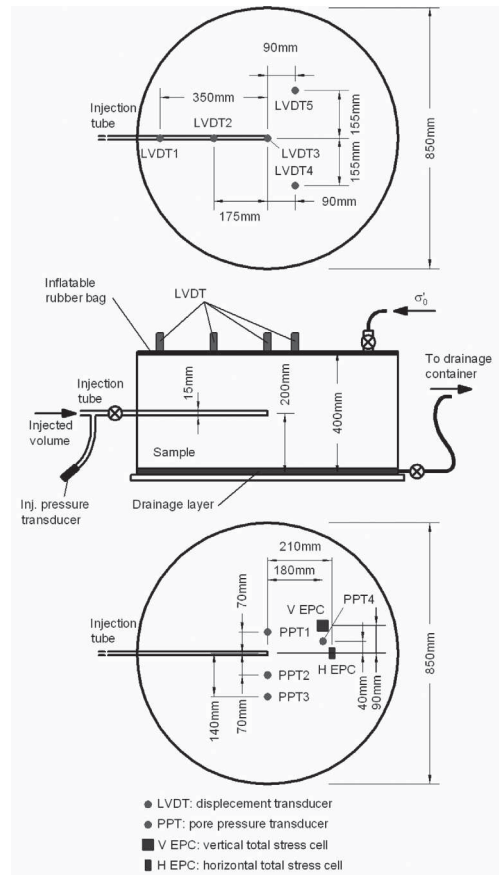 90mm
350mm
Injection
tube
LVDT5
LVDT2
155mm
LVDT1
LVDT3
LVDT4
155mm
850mm
175mm
90mm
Inflatable
rubber bag
LVDT
σ'₀
To drainage
container
Injection
tube
15mm
200mm
400mm
Injected
volume
Sample
Inj. pressure
transducer
Drainage layer
210mm
180mm
70mm
V EPC
PPT4
Injection
tube
PPT1
H EPC
PPT2
PPT3
140mm
70mm
40mm
90mm
850mm
LVDT: displecement transducer
PPT: pore pressure transducer
V EPC: vertical total stress cell
H EPC: horizontal total stress cell